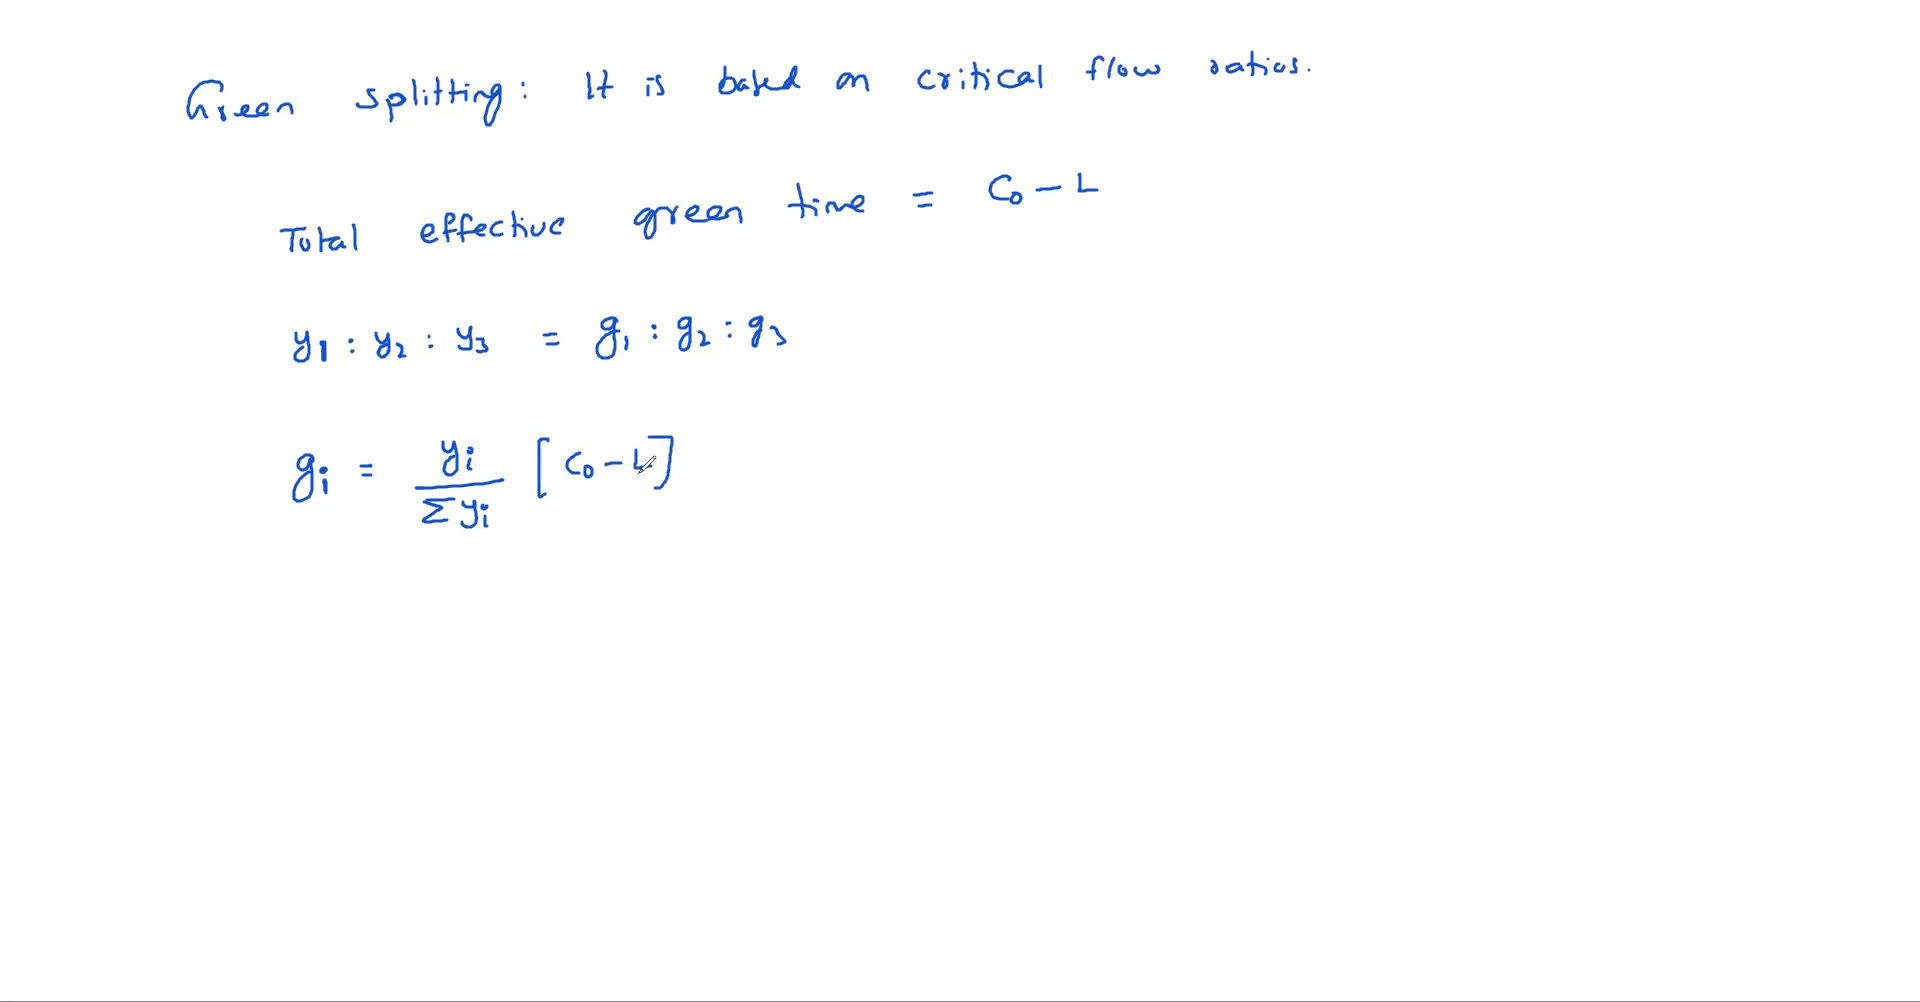 Green splitting: It is based on critical flow ratios.
Total effective green time = C₀ - L
y₁ : y₂ : y₃ = g₁ : g₂ : g₃
gᵢ = yᵢ / Σyᵢ [C₀ - L]